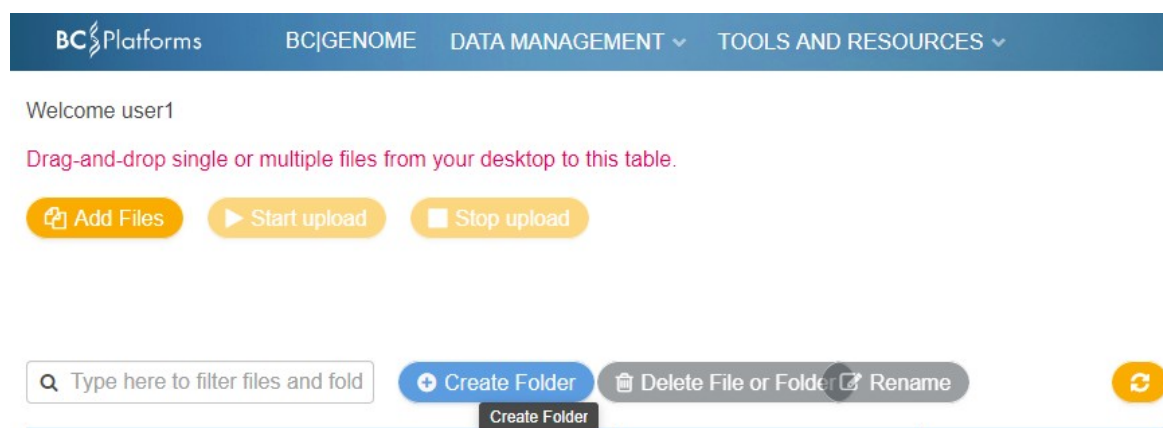 BC Platforms BC|GENOME DATA MANAGEMENT TOOLS AND RESOURCES
Welcome user1
Drag-and-drop single or multiple files from your desktop to this table.
Add Files Start upload Stop upload
Type here to filter files and fold Create Folder Delete File or Folder Rename
Create Folder